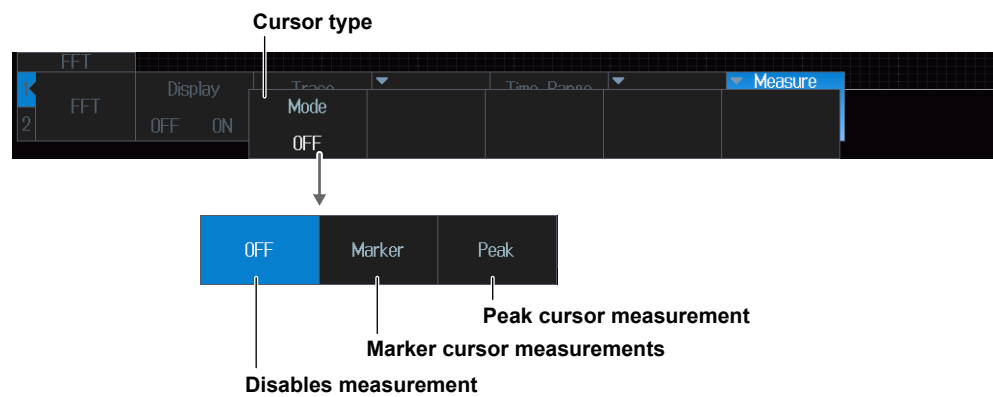 Cursor type
FFT
1
FFT
2
Display
OFF ON
Trace
Time Range
Measure
Mode
OFF
OFF
Marker
Peak
Peak cursor measurement
Marker cursor measurements
Disables measurement